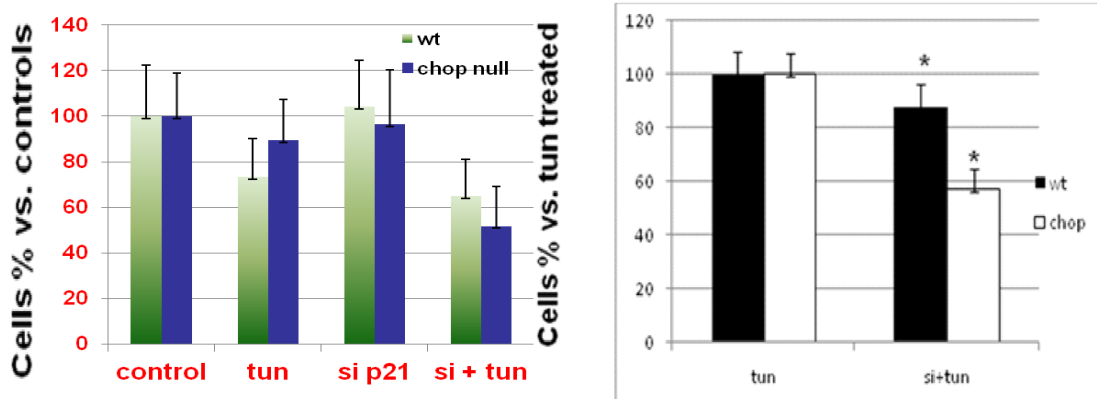 Cells % vs. controls
140
120
100
80
60
40
20
0
wt
chop null
control tun si p21 si + tun
Cells % vs. tun treated
120
100
80
60
40
20
0
*
*
wt
chop
tun si+tun